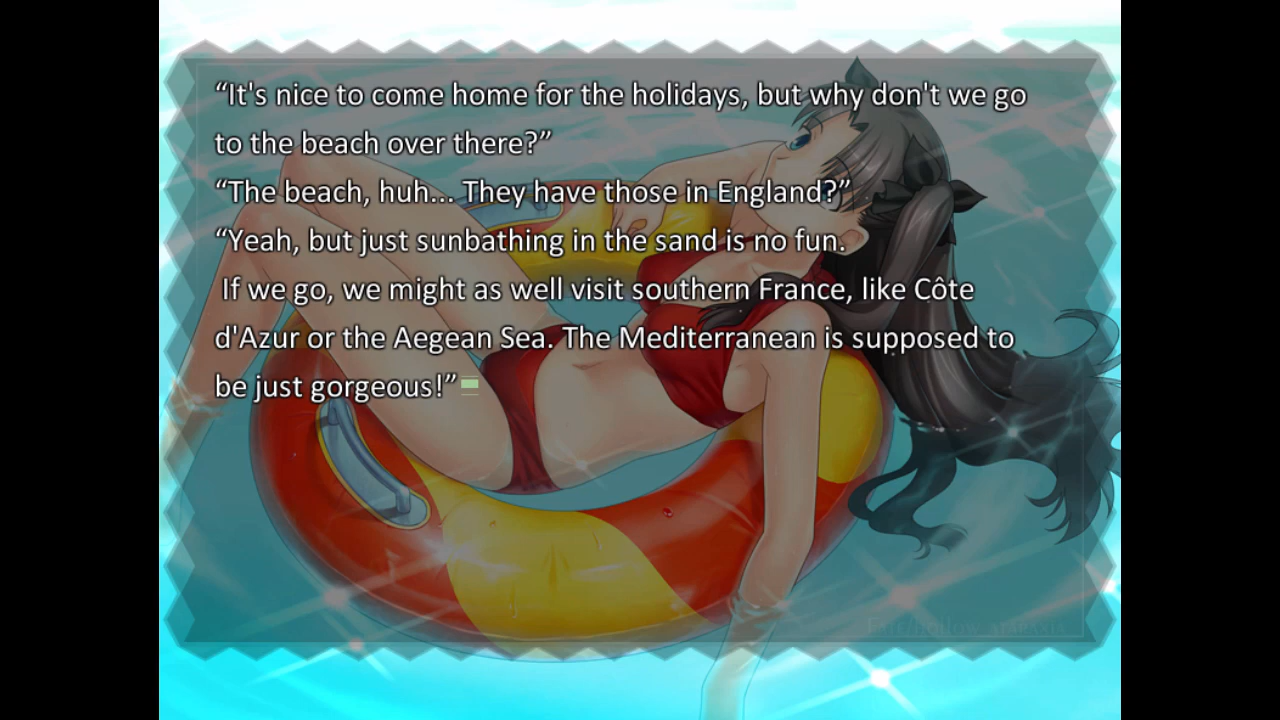 “It's nice to come home for the holidays, but why don't we go
to the beach over there?”
“The beach, huh... They have those in England?”
“Yeah, but just sunbathing in the sand is no fun.
If we go, we might as well visit southern France, like Côte
d'Azur or the Aegean Sea. The Mediterranean is supposed to
be just gorgeous!”
Fate/hollow ataraxia